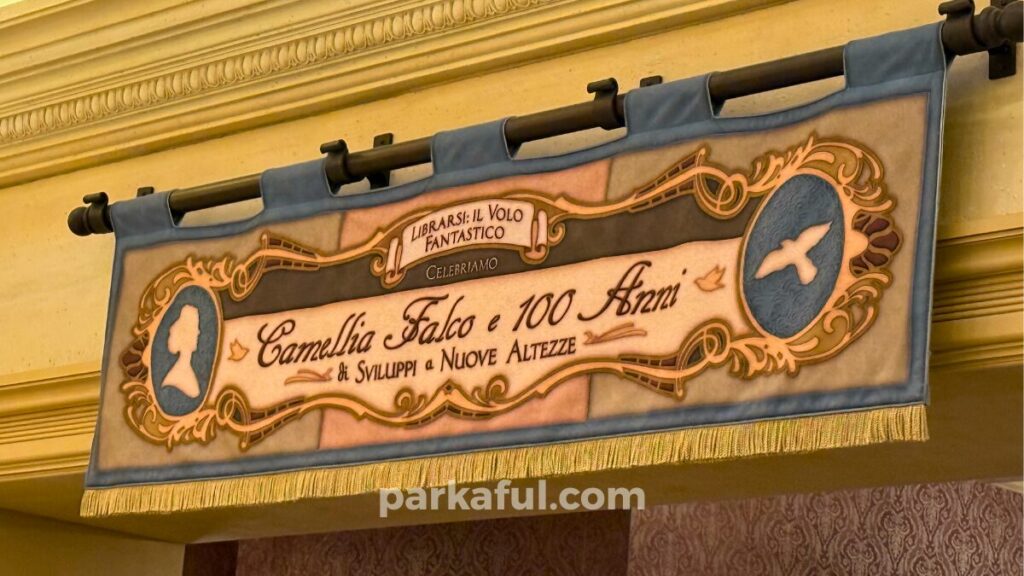 LIBRARSI: IL VOLO
FANTASTICO
CELEBRIAMO
Camellia Falco e 100 Anni
di SVILUPPI a NUOVE ALTEZZE
parkaful.com